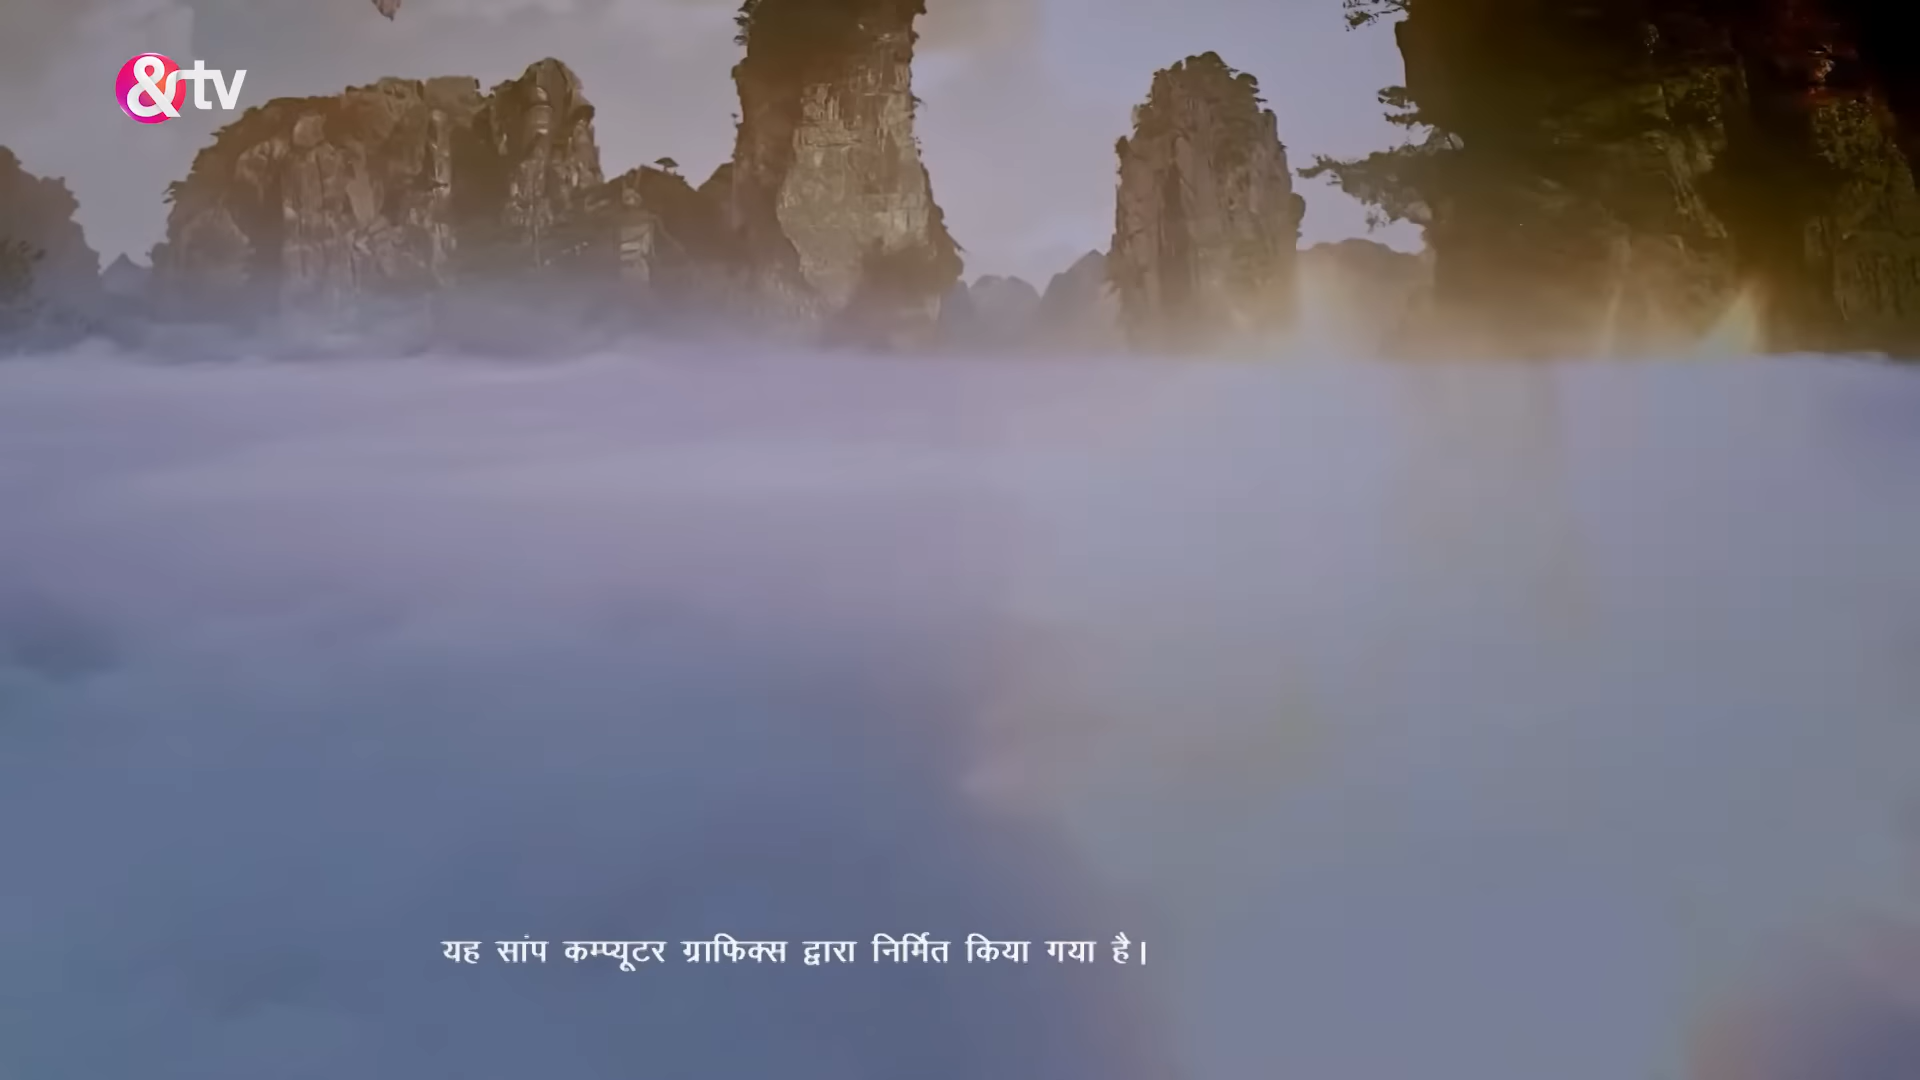 &tv
यह सांप कम्प्यूटर ग्राफिक्स द्वारा निर्मित किया गया है।